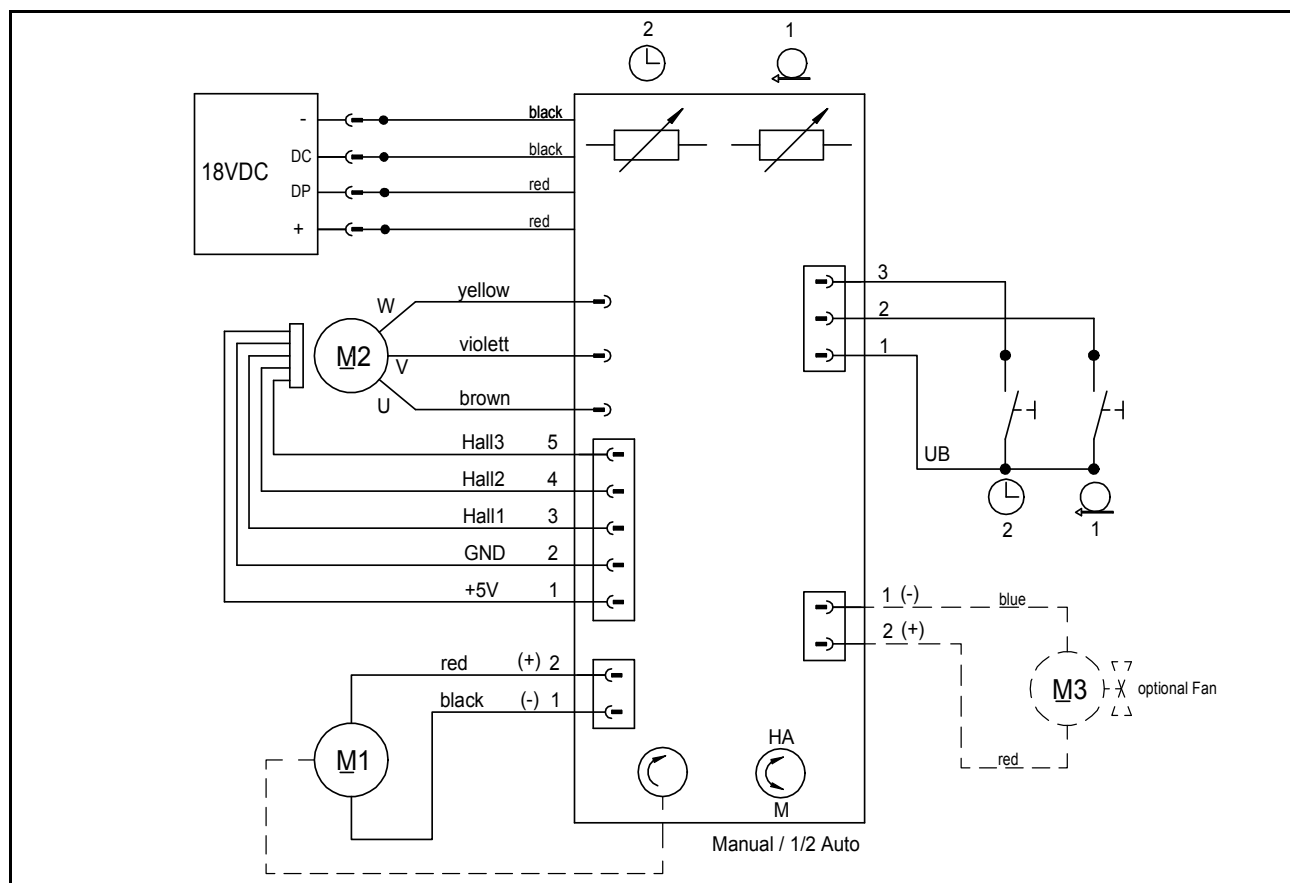 2
1
18VDC
-
DC
DP
+
black
black
red
red
W
V
U
M2
yellow
violett
brown
Hall3 5
Hall2 4
Hall1 3
GND 2
+5V 1
red (+) 2
black (-) 1
M1
3
2
1
UB
2
1
1 (-) blue
2 (+)
M3
optional Fan
red
HA
M
Manual / 1/2 Auto